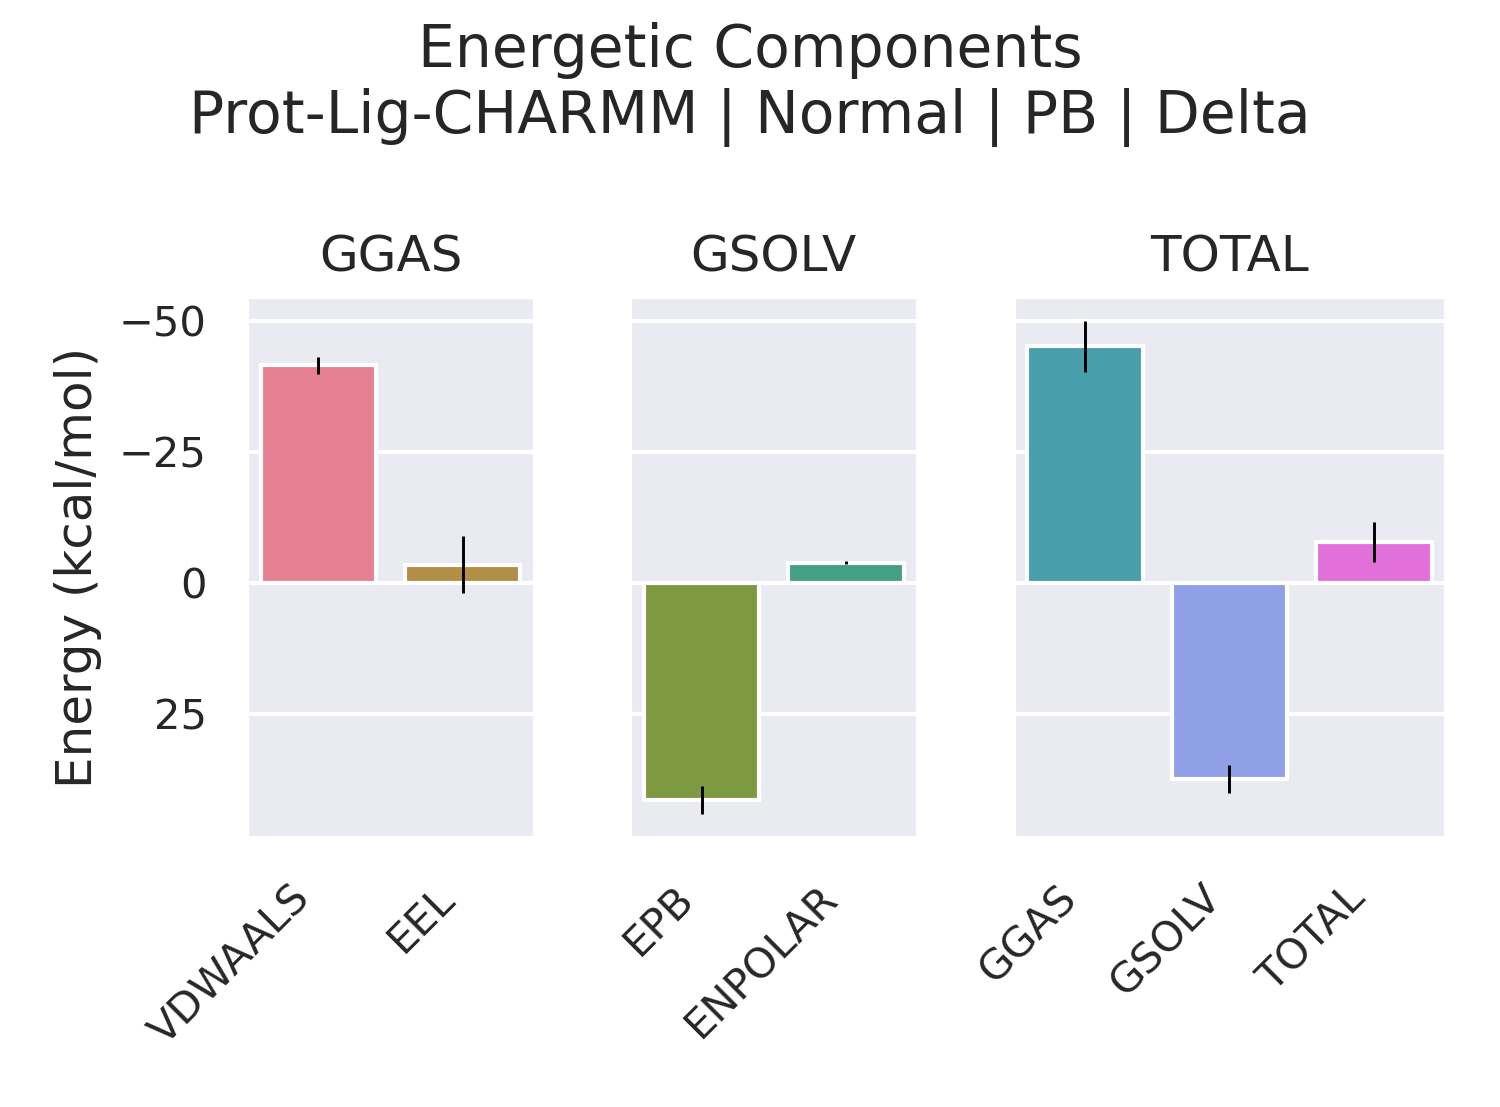 Energetic Components
Prot-Lig-CHARMM | Normal | PB | Delta
GGAS
GSOLV
TOTAL
Energy (kcal/mol)
−50
−25
0
25
VDWAALS
EEL
EPB
ENPOLAR
GGAS
GSOLV
TOTAL